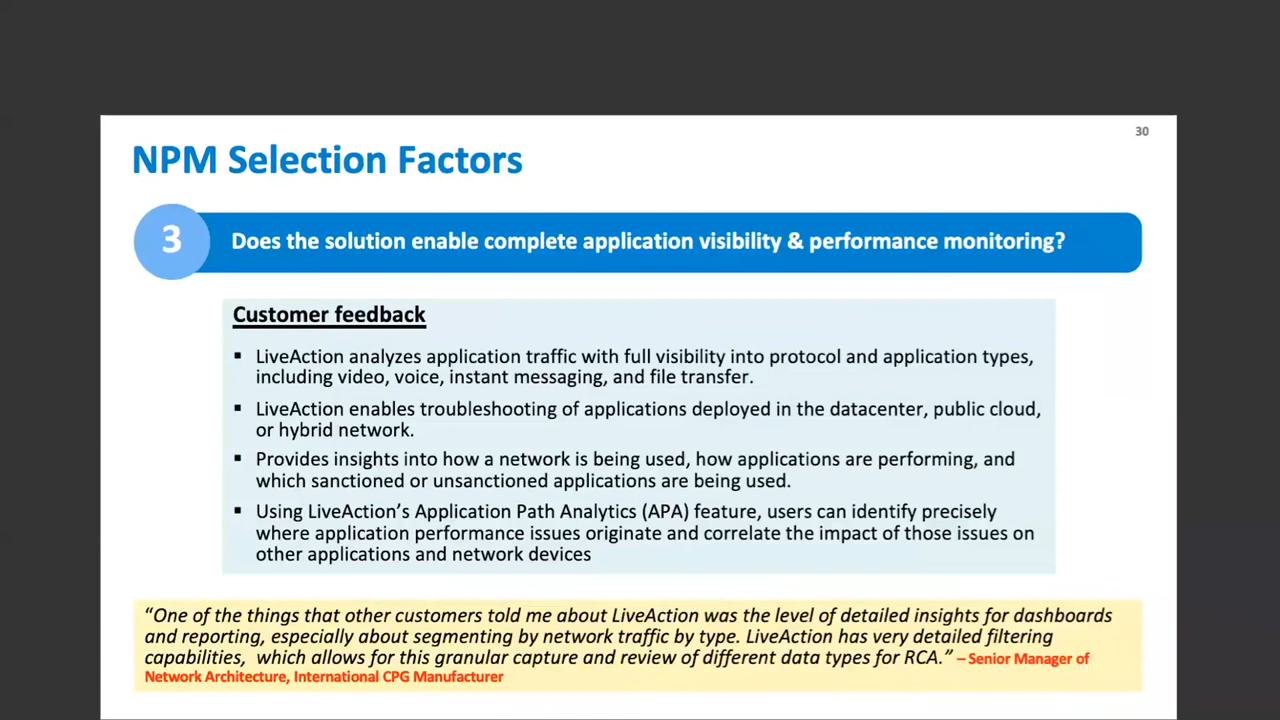 30
NPM Selection Factors
3
Does the solution enable complete application visibility & performance monitoring?
Customer feedback
▪ LiveAction analyzes application traffic with full visibility into protocol and application types,
including video, voice, instant messaging, and file transfer.
▪ LiveAction enables troubleshooting of applications deployed in the datacenter, public cloud,
or hybrid network.
▪ Provides insights into how a network is being used, how applications are performing, and
which sanctioned or unsanctioned applications are being used.
▪ Using LiveAction’s Application Path Analytics (APA) feature, users can identify precisely
where application performance issues originate and correlate the impact of those issues on
other applications and network devices
“One of the things that other customers told me about LiveAction was the level of detailed insights for dashboards
and reporting, especially about segmenting by network traffic by type. LiveAction has very detailed filtering
capabilities,  which allows for this granular capture and review of different data types for RCA.” – Senior Manager of
Network Architecture, International CPG Manufacturer